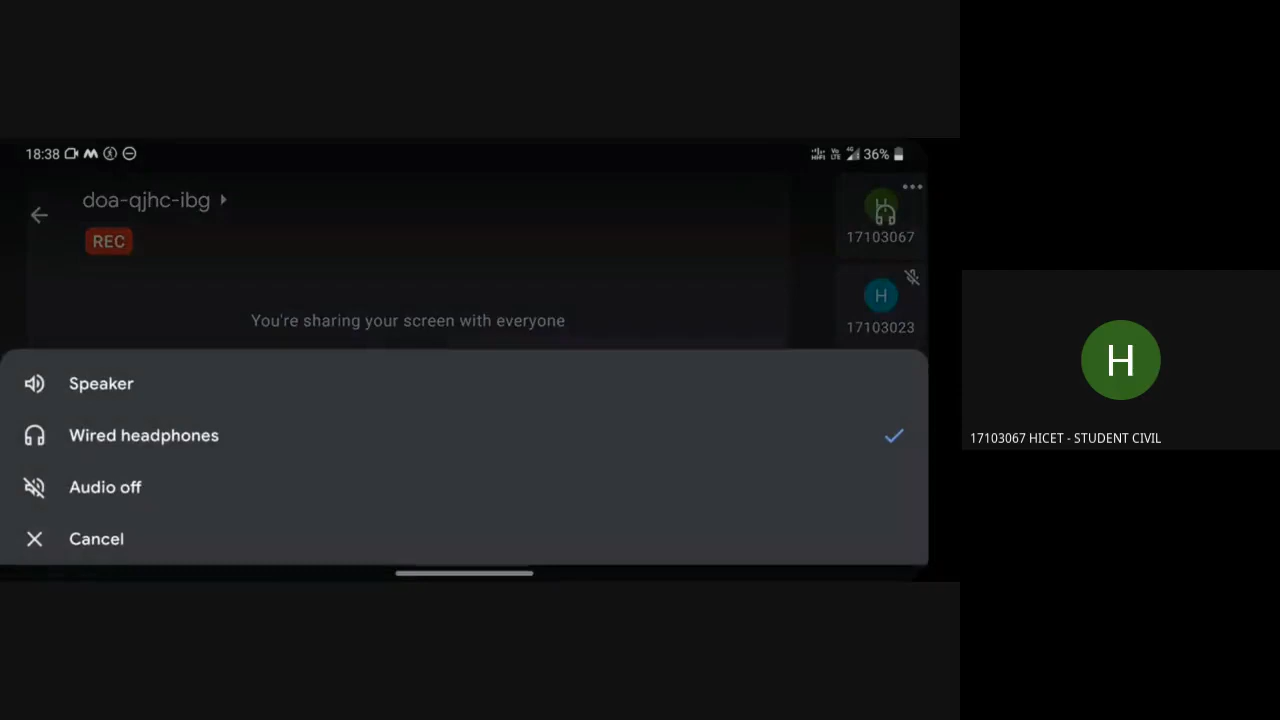 18:38
36%
doa-qjhc-ibg
REC
H
17103067
H
17103023
You're sharing your screen with everyone
Speaker
Wired headphones
Audio off
Cancel
H
17103067 HICET - STUDENT CIVIL